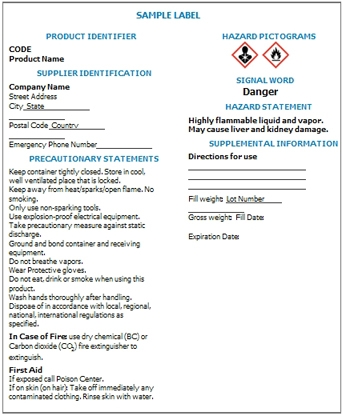 SAMPLE LABEL
PRODUCT IDENTIFIER
CODE
Product Name
SUPPLIER IDENTIFICATION
Company Name
Street Address
City State
Postal Code Country
Emergency Phone Number
PRECAUTIONARY STATEMENTS
Keep container tightly closed. Store in cool,
well ventilated place that is locked.
Keep away from heat/sparks/open flame. No
smoking.
Only use non-sparking tools.
Use explosion-proof electrical equipment.
Take precautionary measure against static
discharge.
Ground and bond container and receiving
equipment.
Do not breathe vapors.
Wear Protective gloves.
Do not eat, drink or smoke when using this
product.
Wash hands thoroughly after handling.
Dispose of in accordance with local, regional,
national, international regulations as
specified.
In Case of Fire: use dry chemical (BC) or
Carbon dioxide (CO₂) fire extinguisher to
extinguish.
First Aid
If exposed call Poison Center.
If on skin (on hair): Take off immediately any
contaminated clothing. Rinse skin with water.
HAZARD PICTOGRAMS
SIGNAL WORD
Danger
HAZARD STATEMENT
Highly flammable liquid and vapor.
May cause liver and kidney damage.
SUPPLEMENTAL INFORMATION
Directions for use
Fill weight: Lot Number
Gross weight: Fill Date:
Expiration Date: